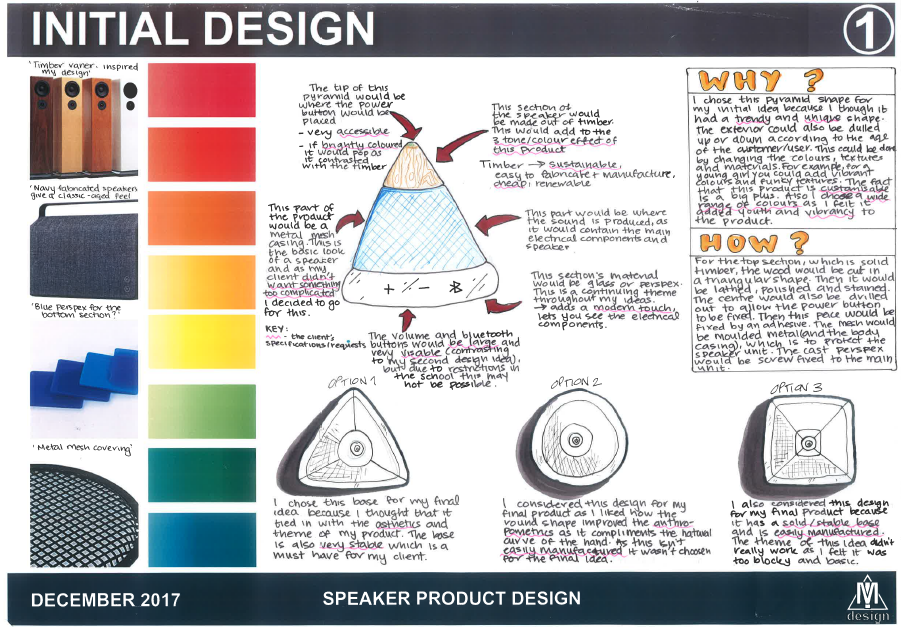 INITIAL DESIGN
1
'Timber vaner. inspired
my design'
'Navy fabricated speakers
give a classic-aged feel
'Blue perspex for the
bottom section?'
'Metal mesh covering'
The tip of this
pyramid would be
where the power
button would be
placed
- very accessible
- if brightly coloured
it would pop as
it contrasted
with the timber
This section of
the speaker would
be made out of timber.
This would add to the
3 tone/colour effect of
this product
Timber → sustainable,
easy to fabricate + manufacture,
cheap, renewable
This part of
the product
would be a
metal mesh
casing. This is
the basic look
of a speaker
and as my
client didn't
want something
too complicated
I decided to go
for this.
This part would be where
the sound is produced, as
it would contain the main
electrical components and
speaker
This section's material
would be glass or perspex.
This is a continuing theme
throughout my ideas.
→ adds a modern touch,
lets you see the electrical
components.
+ -
KEY:
- the client's
specifications/requests
The volume and bluetooth
buttons would be large and
very visable (contrasting
to my second design idea),
but due to restrictions in
the school this may
not be possible.
WHY?
I chose this pyramid shape for
my initial idea because I though it
had a trendy and unique shape.
The exterior could also be dulled
up or down according to the age
of the customer/user. This could be done
by changing the colours, textures
and materials. For example, for a
young girl you could add vibrant
colours and funky textures. The fact
that this product is customisable
is a big plus. Also I choose a wide
range of colours as I felt it
added youth and vibrancy to
the product.
HOW?
For the top section, which is solid
timber, the wood would be cut in
a triangular shape. Then it would
be lathed, polished and stained.
The centre would also be drilled
out to allow the power button
to be fixed. Then this peice would be
fixed by an adhesive. The mesh would
be moulded metal (and the body
casing), which is to protect the
speaker unit. The cast perspex
would be screw fixed to the main
unit.
OPTION 1
I chose this base for my final
idea because I thought that it
tied in with the asthetics and
theme of my product. The base
is also very stable which is a
must have for my client.
OPTION 2
I considered this design for my
final product as I liked how the
round shape improved the anthro-
pometrics as it compliments the natural
curve of the hand. As this isn't
easily manufactured it wasn't chosen
for the final idea.
OPTION 3
I also considered this design
for my final product because
it has a solid/stable base
and is easily manufactured.
The theme of this idea didn't
really work as I felt it was
too blocky and basic.
DECEMBER 2017
SPEAKER PRODUCT DESIGN
design